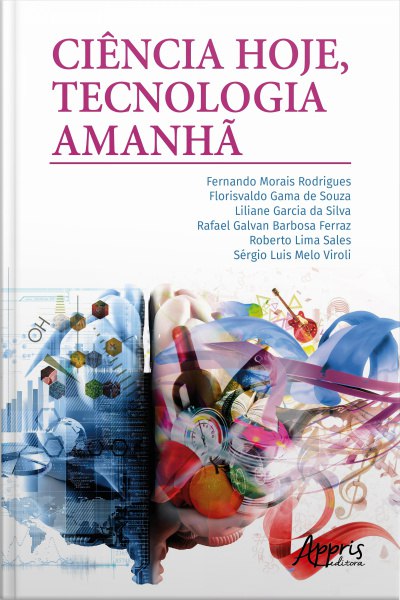 CIÊNCIA HOJE,
TECNOLOGIA
AMANHÃ
Fernando Morais Rodrigues
Florisvaldo Gama de Souza
Liliane Garcia da Silva
Rafael Galvan Barbosa Ferraz
Roberto Lima Sales
Sérgio Luis Melo Viroli
OH
Appris
editora